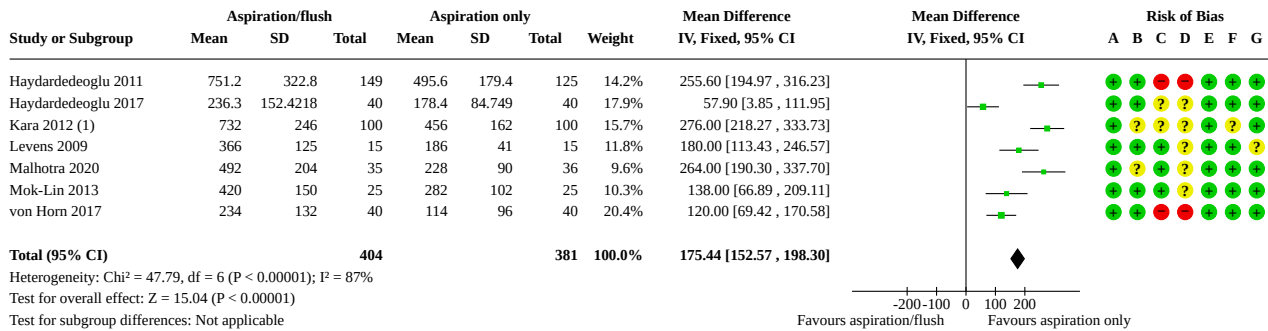 Aspiration/flush Aspiration only Mean Difference Mean Difference Risk of Bias
Study or Subgroup Mean SD Total Mean SD Total Weight IV, Fixed, 95% CI IV, Fixed, 95% CI A B C D E F G
Haydardedeoglu 2011 751.2 322.8 149 495.6 179.4 125 14.2% 255.60 [194.97 , 316.23] + + − − + + +
Haydardedeoglu 2017 236.3 152.4218 40 178.4 84.749 40 17.9% 57.90 [3.85 , 111.95] + + ? ? + + +
Kara 2012 (1) 732 246 100 456 162 100 15.7% 276.00 [218.27 , 333.73] + ? ? ? + ? +
Levens 2009 366 125 15 186 41 15 11.8% 180.00 [113.43 , 246.57] + + + ? + + ?
Malhotra 2020 492 204 35 228 90 36 9.6% 264.00 [190.30 , 337.70] + ? + ? + + +
Mok-Lin 2013 420 150 25 282 102 25 10.3% 138.00 [66.89 , 209.11] + + + ? + + +
von Horn 2017 234 132 40 114 96 40 20.4% 120.00 [69.42 , 170.58] + + − − + + +
Total (95% CI) 404 381 100.0% 175.44 [152.57 , 198.30]
Heterogeneity: Chi² = 47.79, df = 6 (P < 0.00001); I² = 87%
Test for overall effect: Z = 15.04 (P < 0.00001)
-200 -100 0 100 200
Test for subgroup differences: Not applicable Favours aspiration/flush Favours aspiration only